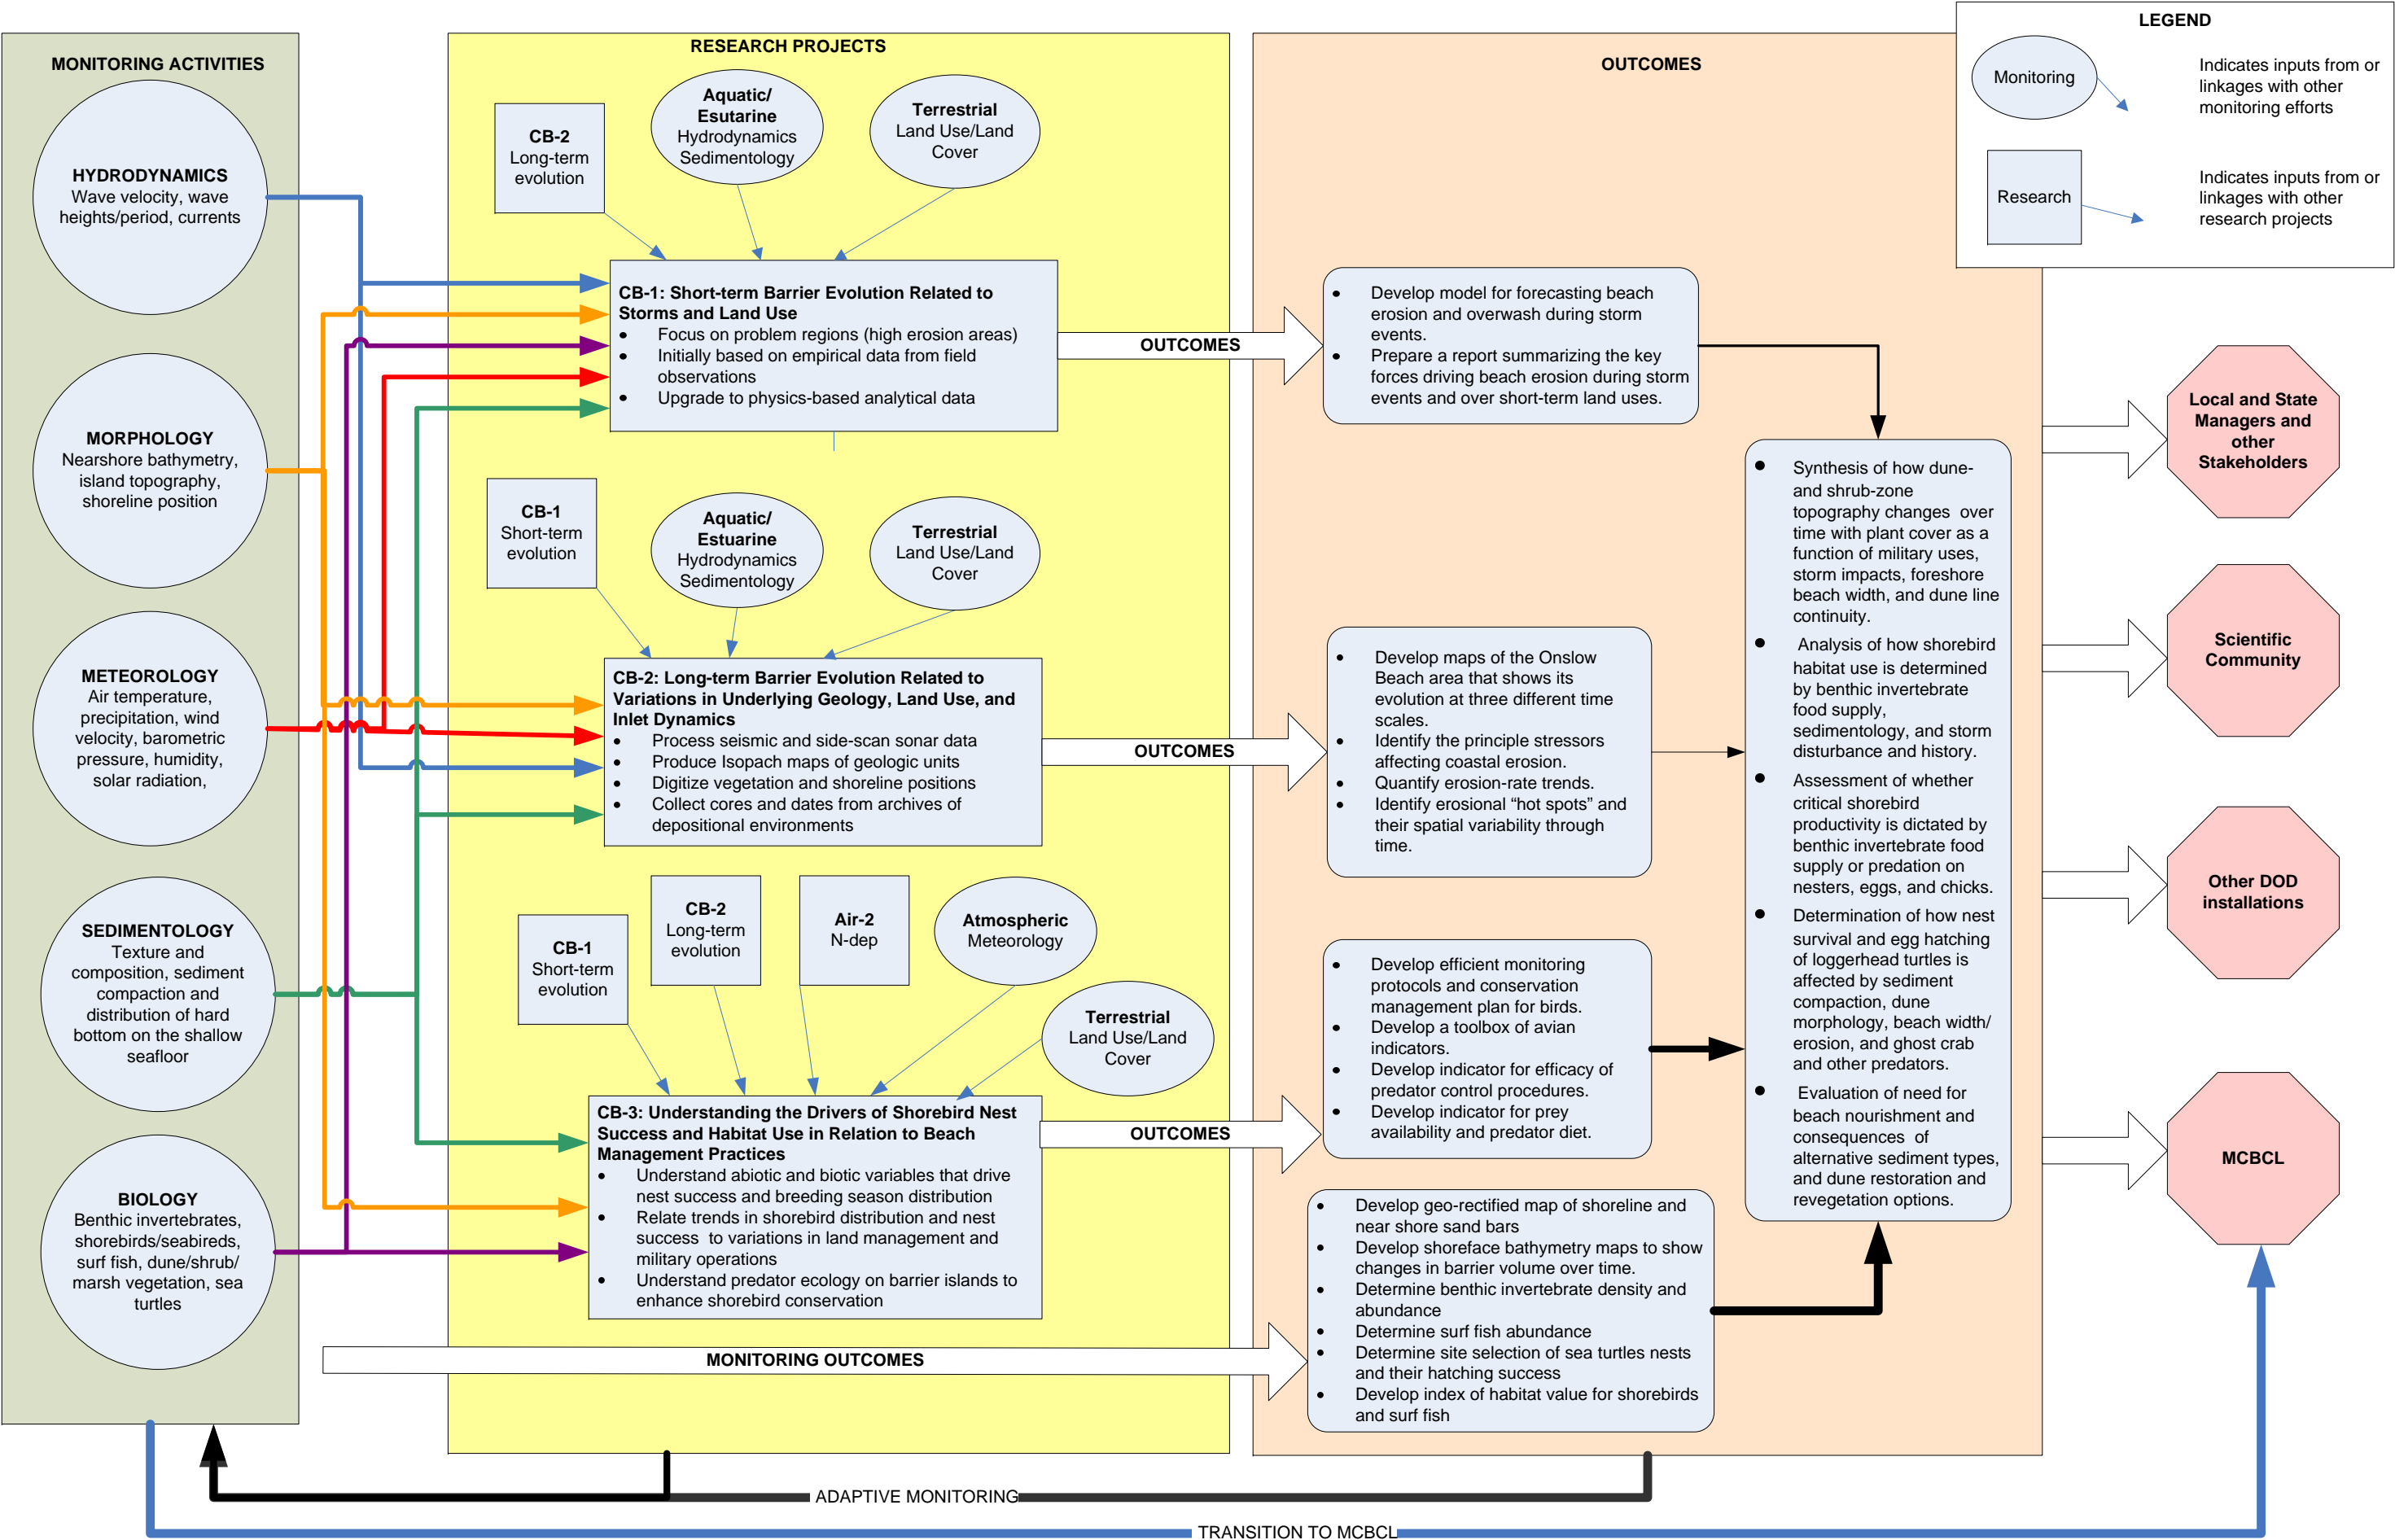 LEGEND
Monitoring
Indicates inputs from or
linkages with other
monitoring efforts
Research
Indicates inputs from or
linkages with other
research projects
MONITORING ACTIVITIES
HYDRODYNAMICS
Wave velocity, wave
heights/period, currents
MORPHOLOGY
Nearshore bathymetry,
island topography,
shoreline position
METEOROLOGY
Air temperature,
precipitation, wind
velocity, barometric
pressure, humidity,
solar radiation,
SEDIMENTOLOGY
Texture and
composition, sediment
compaction and
distribution of hard
bottom on the shallow
seafloor
BIOLOGY
Benthic invertebrates,
shorebirds/seabireds,
surf fish, dune/shrub/
marsh vegetation, sea
turtles
RESEARCH PROJECTS
CB-2
Long-term
evolution
Aquatic/
Esutarine
Hydrodynamics
Sedimentology
Terrestrial
Land Use/Land
Cover
CB-1: Short-term Barrier Evolution Related to
Storms and Land Use
• Focus on problem regions (high erosion areas)
• Initially based on empirical data from field
observations
• Upgrade to physics-based analytical data
OUTCOMES
CB-1
Short-term
evolution
Aquatic/
Estuarine
Hydrodynamics
Sedimentology
Terrestrial
Land Use/Land
Cover
CB-2: Long-term Barrier Evolution Related to
Variations in Underlying Geology, Land Use, and
Inlet Dynamics
• Process seismic and side-scan sonar data
• Produce Isopach maps of geologic units
• Digitize vegetation and shoreline positions
• Collect cores and dates from archives of
depositional environments
OUTCOMES
CB-1
Short-term
evolution
CB-2
Long-term
evolution
Air-2
N-dep
Atmospheric
Meteorology
Terrestrial
Land Use/Land
Cover
CB-3: Understanding the Drivers of Shorebird Nest
Success and Habitat Use in Relation to Beach
Management Practices
• Understand abiotic and biotic variables that drive
nest success and breeding season distribution
• Relate trends in shorebird distribution and nest
success to variations in land management and
military operations
• Understand predator ecology on barrier islands to
enhance shorebird conservation
OUTCOMES
MONITORING OUTCOMES
OUTCOMES
• Develop model for forecasting beach
erosion and overwash during storm
events.
• Prepare a report summarizing the key
forces driving beach erosion during storm
events and over short-term land uses.
• Develop maps of the Onslow
Beach area that shows its
evolution at three different time
scales.
• Identify the principle stressors
affecting coastal erosion.
• Quantify erosion-rate trends.
• Identify erosional “hot spots” and
their spatial variability through
time.
• Develop efficient monitoring
protocols and conservation
management plan for birds.
• Develop a toolbox of avian
indicators.
• Develop indicator for efficacy of
predator control procedures.
• Develop indicator for prey
availability and predator diet.
• Develop geo-rectified map of shoreline and
near shore sand bars
• Develop shoreface bathymetry maps to show
changes in barrier volume over time.
• Determine benthic invertebrate density and
abundance
• Determine surf fish abundance
• Determine site selection of sea turtles nests
and their hatching success
• Develop index of habitat value for shorebirds
and surf fish
• Synthesis of how dune-
and shrub-zone
topography changes over
time with plant cover as a
function of military uses,
storm impacts, foreshore
beach width, and dune line
continuity.
• Analysis of how shorebird
habitat use is determined
by benthic invertebrate
food supply,
sedimentology, and storm
disturbance and history.
• Assessment of whether
critical shorebird
productivity is dictated by
benthic invertebrate food
supply or predation on
nesters, eggs, and chicks.
• Determination of how nest
survival and egg hatching
of loggerhead turtles is
affected by sediment
compaction, dune
morphology, beach width/
erosion, and ghost crab
and other predators.
• Evaluation of need for
beach nourishment and
consequences of
alternative sediment types,
and dune restoration and
revegetation options.
Local and State
Managers and
other
Stakeholders
Scientific
Community
Other DOD
installations
MCBCL
ADAPTIVE MONITORING
TRANSITION TO MCBCL